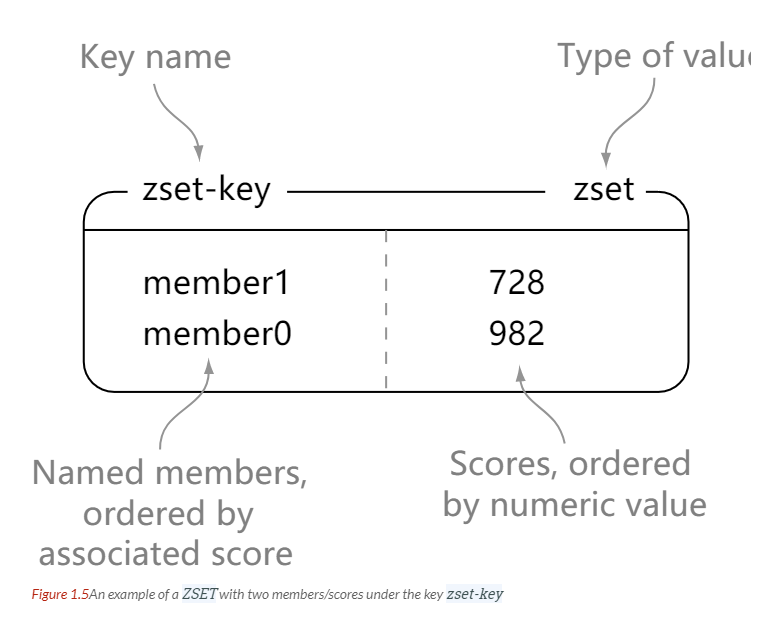 Key name
Type of valu
zset-key
zset
member1 728
member0 982
Named members,
ordered by
associated score
Scores, ordered
by numeric value
Figure 1.5An example of a ZSET with two members/scores under the key zset-key